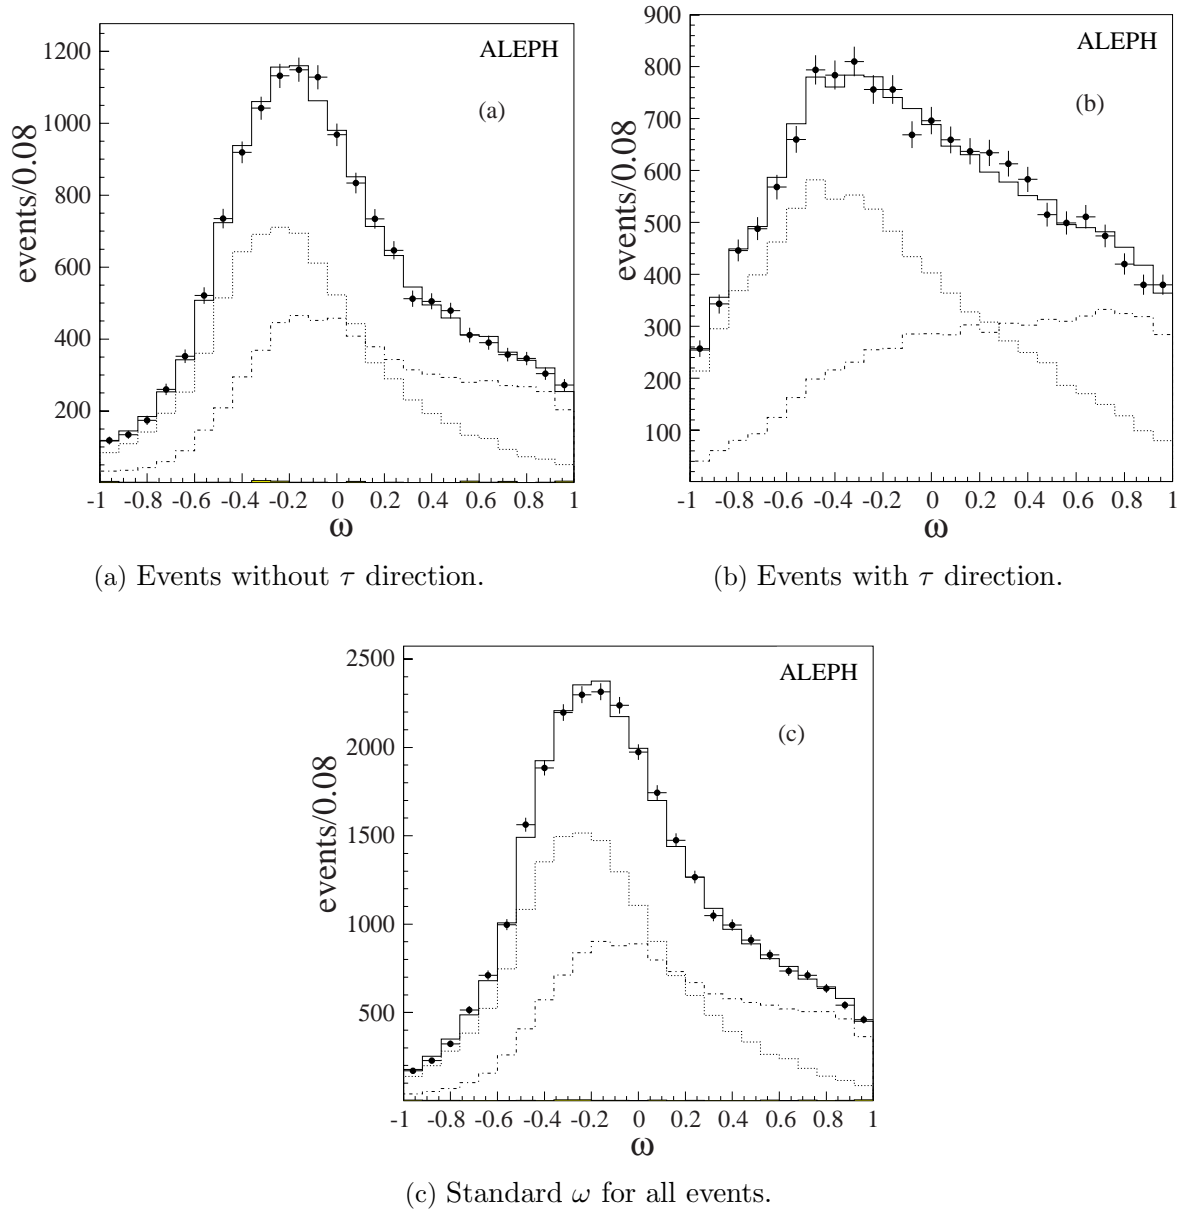 1200
1000
800
600
400
200
events/0.08
ALEPH
(a)
-1 -0.8 -0.6 -0.4 -0.2 0 0.2 0.4 0.6 0.8 1
ω
(a) Events without τ direction.
900
800
700
600
500
400
300
200
100
events/0.08
ALEPH
(b)
-1 -0.8 -0.6 -0.4 -0.2 0 0.2 0.4 0.6 0.8 1
ω
(b) Events with τ direction.
2500
2000
1500
1000
500
events/0.08
ALEPH
(c)
-1 -0.8 -0.6 -0.4 -0.2 0 0.2 0.4 0.6 0.8 1
ω
(c) Standard ω for all events.